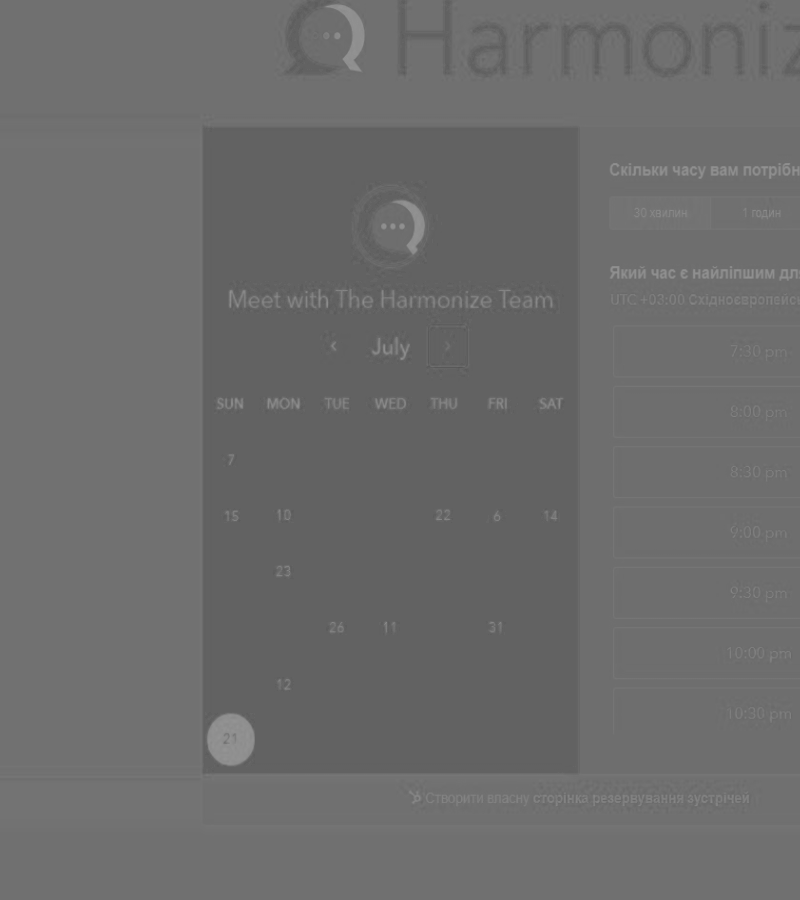 Harmoniz
Meet with The Harmonize Team
‹ July ›
SUN MON TUE WED THU FRI SAT
7
15 10 22 6 14
23
26 11 31
12
21
Скільки часу вам потрібн
30 хвилин 1 годин
Який час є найліпшим дл
UTC +03:00 Східноєвропейсь
7:30 pm
8:00 pm
8:30 pm
9:00 pm
9:30 pm
10:00 pm
10:30 pm
Створити власну сторінка резервування зустрічей